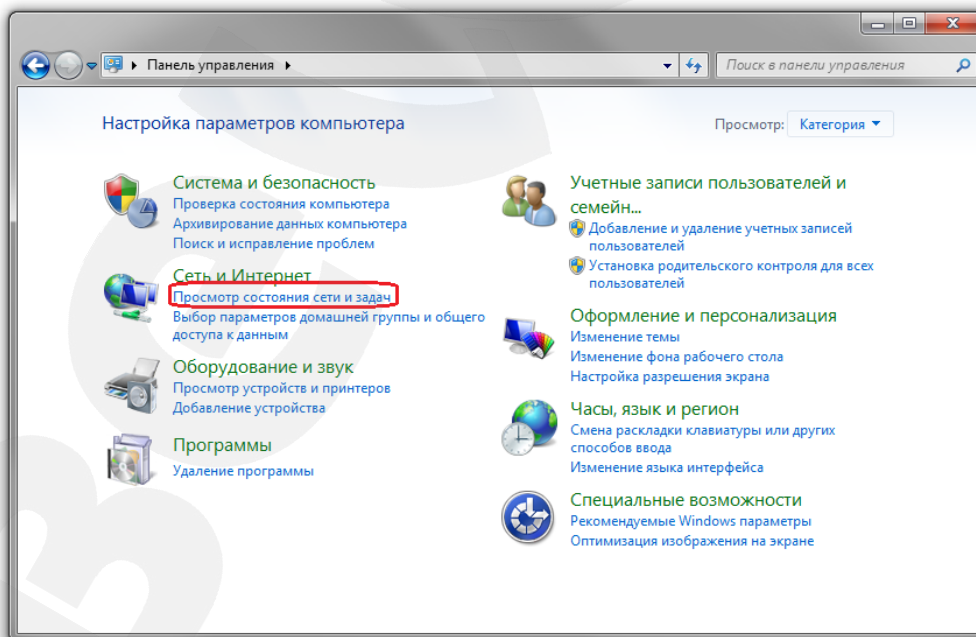 Панель управления
Поиск в панели управления
Настройка параметров компьютера
Просмотр: Категория
Система и безопасность
Проверка состояния компьютера
Архивирование данных компьютера
Поиск и исправление проблем
Сеть и Интернет
Просмотр состояния сети и задач
Выбор параметров домашней группы и общего
доступа к данным
Оборудование и звук
Просмотр устройств и принтеров
Добавление устройства
Программы
Удаление программы
Учетные записи пользователей и
семейн...
Добавление и удаление учетных записей
пользователей
Установка родительского контроля для всех
пользователей
Оформление и персонализация
Изменение темы
Изменение фона рабочего стола
Настройка разрешения экрана
Часы, язык и регион
Смена раскладки клавиатуры или других
способов ввода
Изменение языка интерфейса
Специальные возможности
Рекомендуемые Windows параметры
Оптимизация изображения на экране